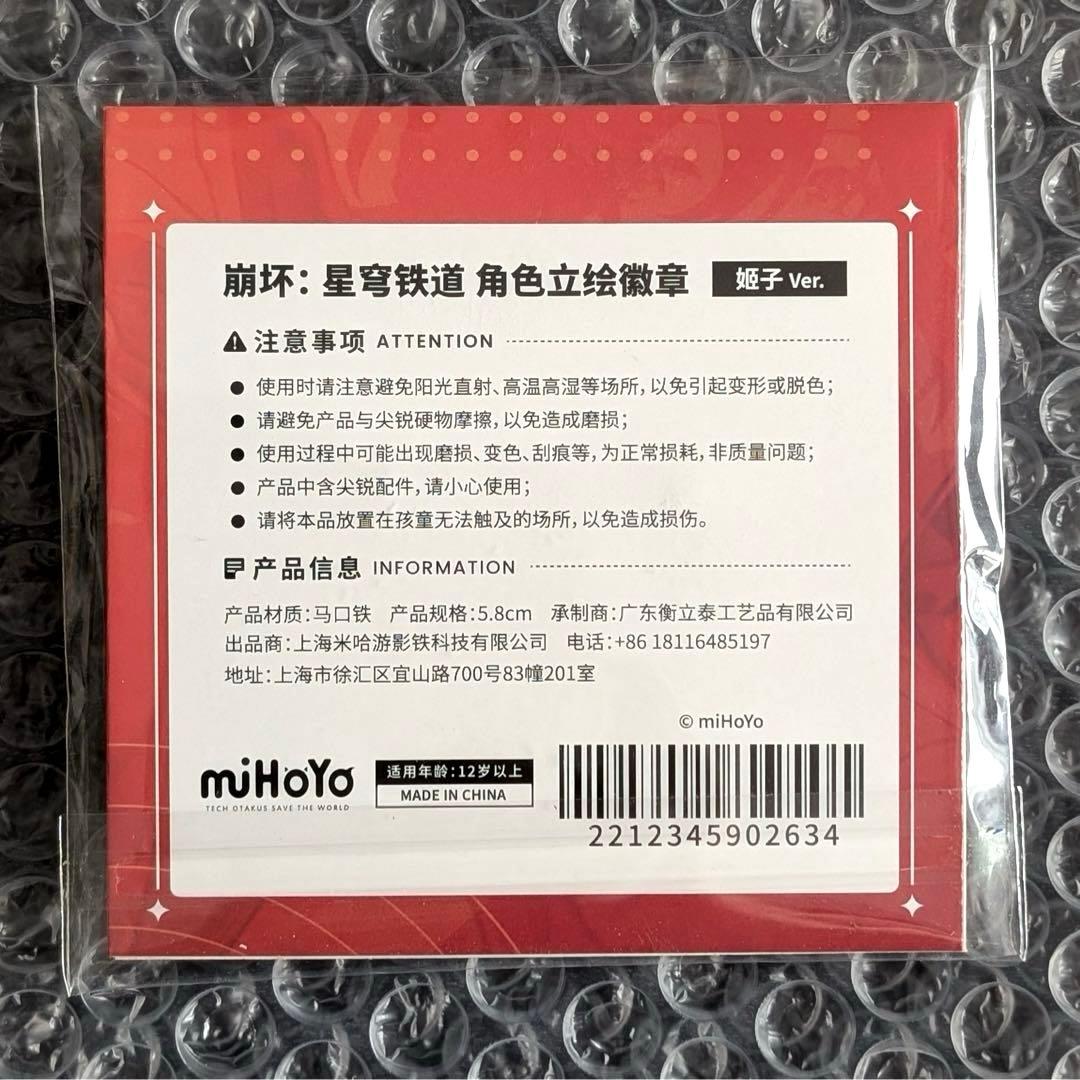 崩坏：星穹铁道 角色立绘徽章 姬子 Ver.
注意事项 ATTENTION
● 使用时请注意避免阳光直射、高温高湿等场所，以免引起变形或脱色；
● 请避免产品与尖锐硬物摩擦，以免造成磨损；
● 使用过程中可能出现磨损、变色、刮痕等，为正常损耗，非质量问题；
● 产品中含尖锐配件，请小心使用；
● 请将本品放置在孩童无法触及的场所，以免造成损伤。
产品信息 INFORMATION
产品材质：马口铁 产品规格：5.8cm 承制商：广东衡立泰工艺品有限公司
出品商：上海米哈游影铁科技有限公司 电话：+86 18116485197
地址：上海市徐汇区宜山路700号83幢201室
© miHoYo
miHoYo
TECH OTAKUS SAVE THE WORLD
适用年龄：12岁以上
MADE IN CHINA
2212345902634